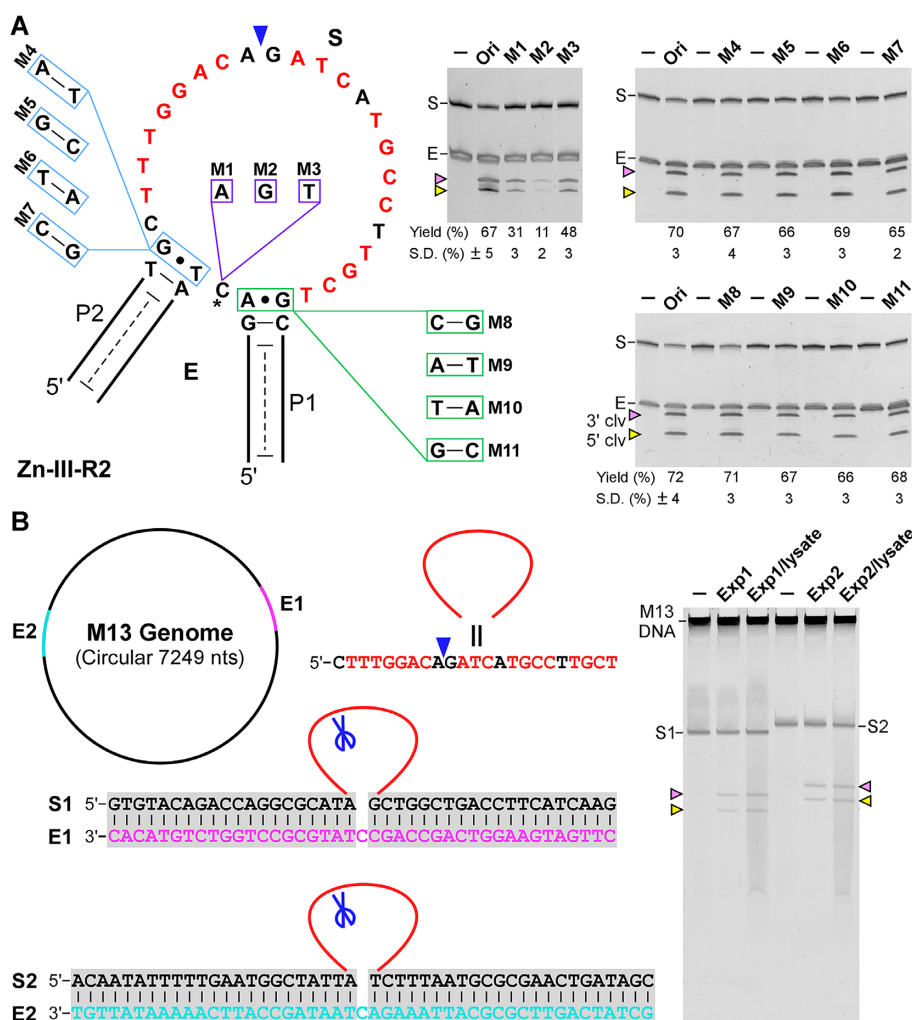 A
M4 A T
M5 G C
M6 T A
M7 C G
C T T T G G A C A G A T C A T G C C T T G C T
S
M1 M2 M3
A G T
G • T
T A
C
*
A • G
G C
P2
5'
E
P1
5'
C G M8
A T M9
T A M10
G C M11
Zn-III-R2
– Ori M1 M2 M3
S
E
Yield (%) 67 31 11 48
S.D. (%) ± 5 3 2 3
– Ori – M4 – M5 – M6 – M7
S
E
70 67 66 69 65
3 4 3 3 2
– Ori – M8 – M9 – M10 – M11
S
E
3' clv
5' clv
Yield (%) 72 71 67 66 68
S.D. (%) ± 4 3 3 3 3
B
E1
E2
M13 Genome
(Circular 7249 nts)
||
5'-CTTTGGACAGATCATGCCTTGCT
S1 5'-GTGTACAGACCAGGCGCATA GCTGGCTGACCTTCATCAAG
E1 3'-CACATGTCTGGTCCGCGTATCCGACCGACTGGAAGTAGTTC
S2 5'-ACAATATTTTTGAATGGCTATTA TCTTTAATGCGCGAACTGATAGC
E2 3'-TGTTATAAAAACTTACCGATAATCAGAAATTACGCGCTTGACTATCG
– Exp1 Exp1/lysate – Exp2 Exp2/lysate
M13
DNA
S1
S2